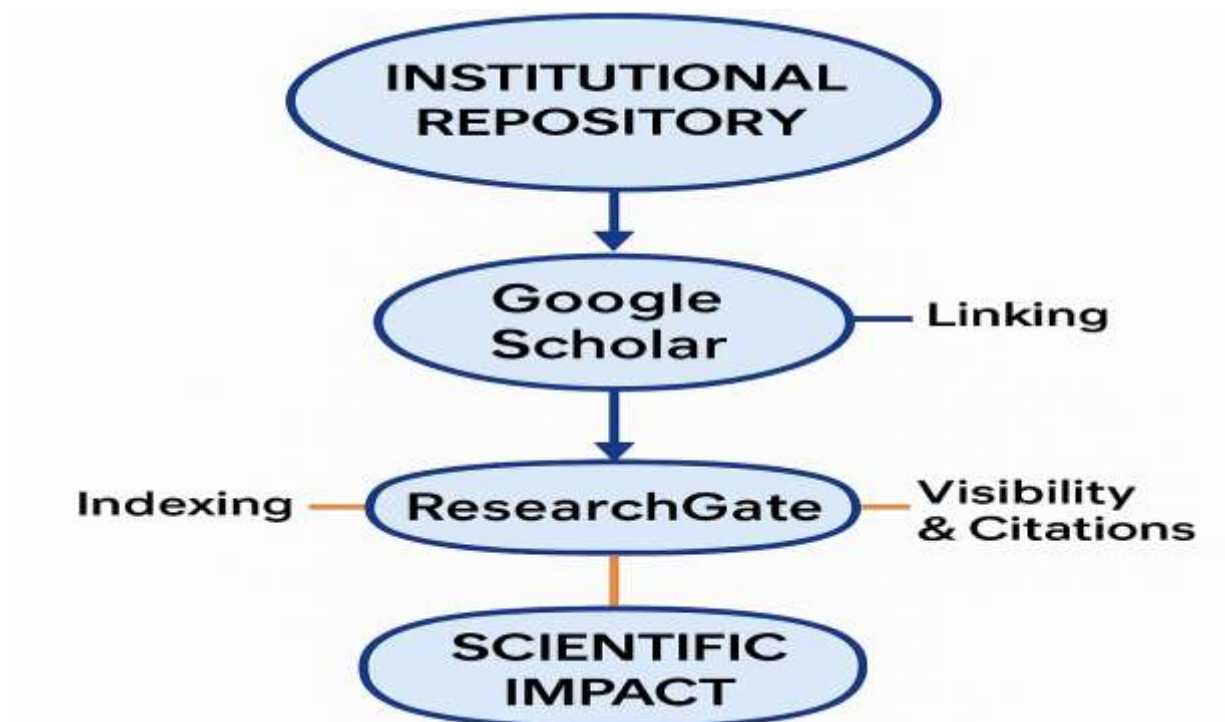 INSTITUTIONAL
REPOSITORY
Google
Scholar
Linking
Indexing
ResearchGate
Visibility
& Citations
SCIENTIFIC
IMPACT